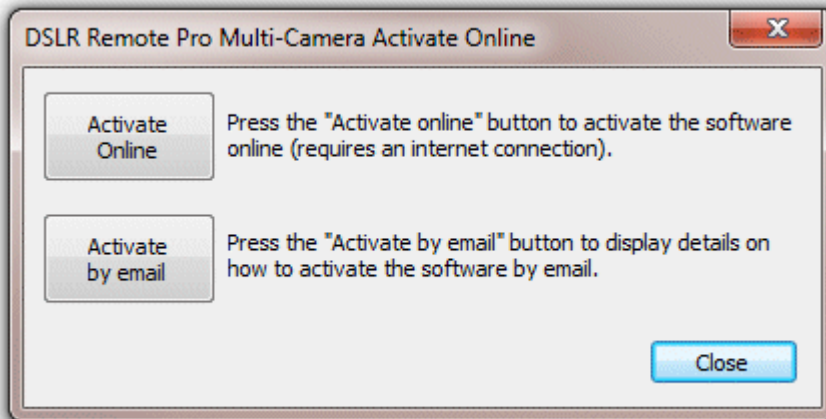 DSLR Remote Pro Multi-Camera Activate Online
Activate
Online
Press the "Activate online" button to activate the software
online (requires an internet connection).
Activate
by email
Press the "Activate by email" button to display details on
how to activate the software by email.
Close